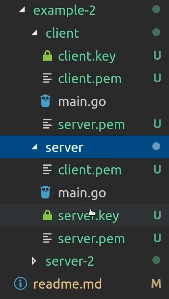 example-2
client
client.key U
client.pem U
main.go
server.pem U
server
client.pem U
main.go
server.key U
server.pem U
server-2
readme.md M